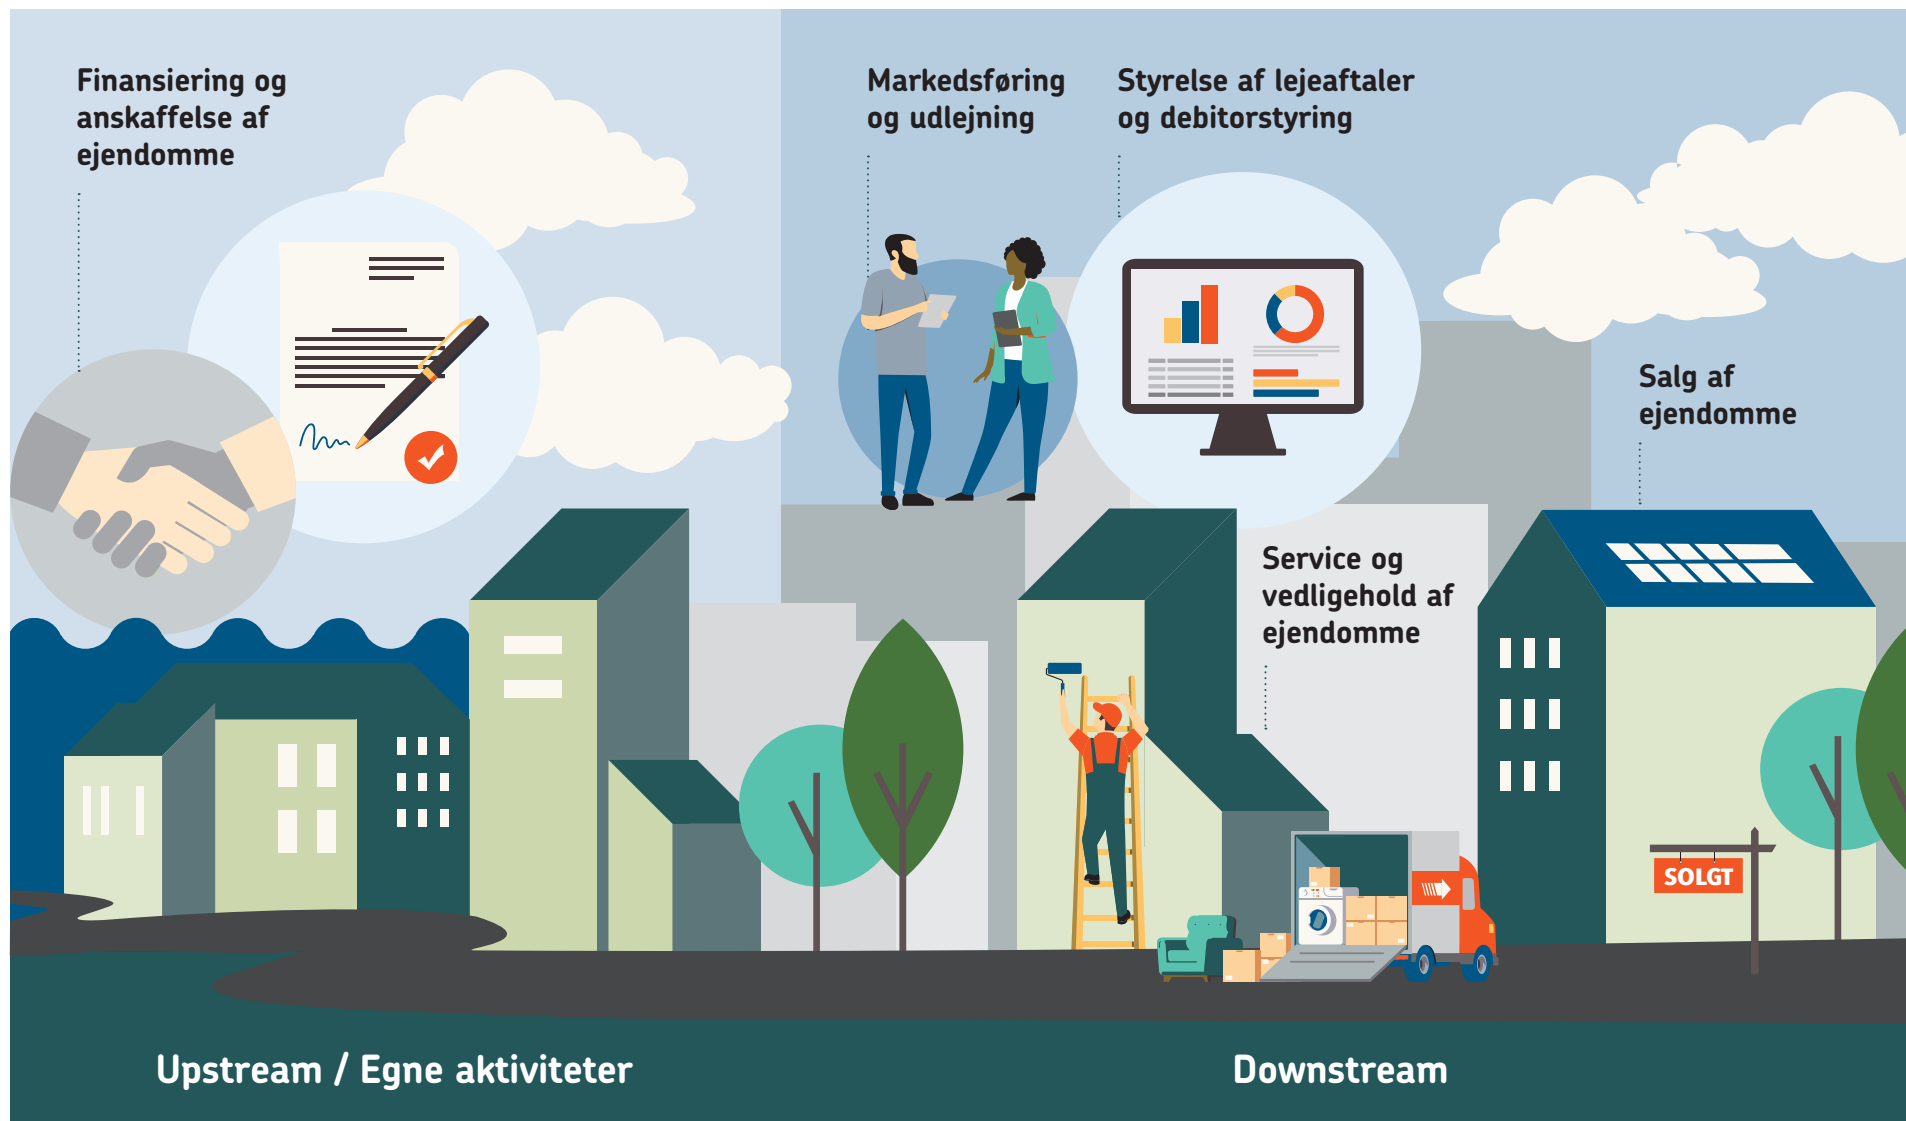 Finansiering og
anskaffelse af
ejendomme
Markedsføring
og udlejning
Styrelse af lejeaftaler
og debitorstyring
Salg af
ejendomme
Service og
vedligehold af
ejendomme
SOLGT
Upstream / Egne aktiviteter
Downstream